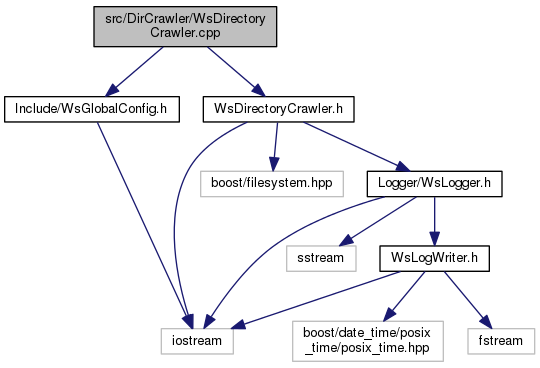 src/DirCrawler/WsDirectory
Crawler.cpp
Include/WsGlobalConfig.h
WsDirectoryCrawler.h
boost/filesystem.hpp
Logger/WsLogger.h
sstream
WsLogWriter.h
iostream
boost/date_time/posix
_time/posix_time.hpp
fstream